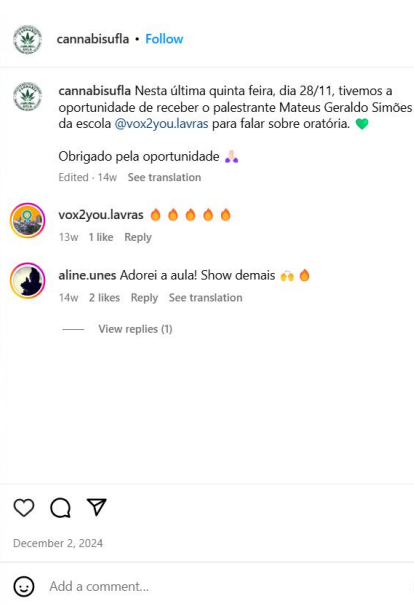 cannabisufla • Follow
cannabisufla Nesta última quinta feira, dia 28/11, tivemos a
oportunidade de receber o palestrante Mateus Geraldo Simões
da escola @vox2you.lavras para falar sobre oratória. 💚
Obrigado pela oportunidade 🙏🏻
Edited · 14w See translation
vox2you.lavras 🔥🔥🔥🔥🔥
13w 1 like Reply
aline.unes Adorei a aula! Show demais 🙌🔥
14w 2 likes Reply See translation
View replies (1)
December 2, 2024
Add a comment...